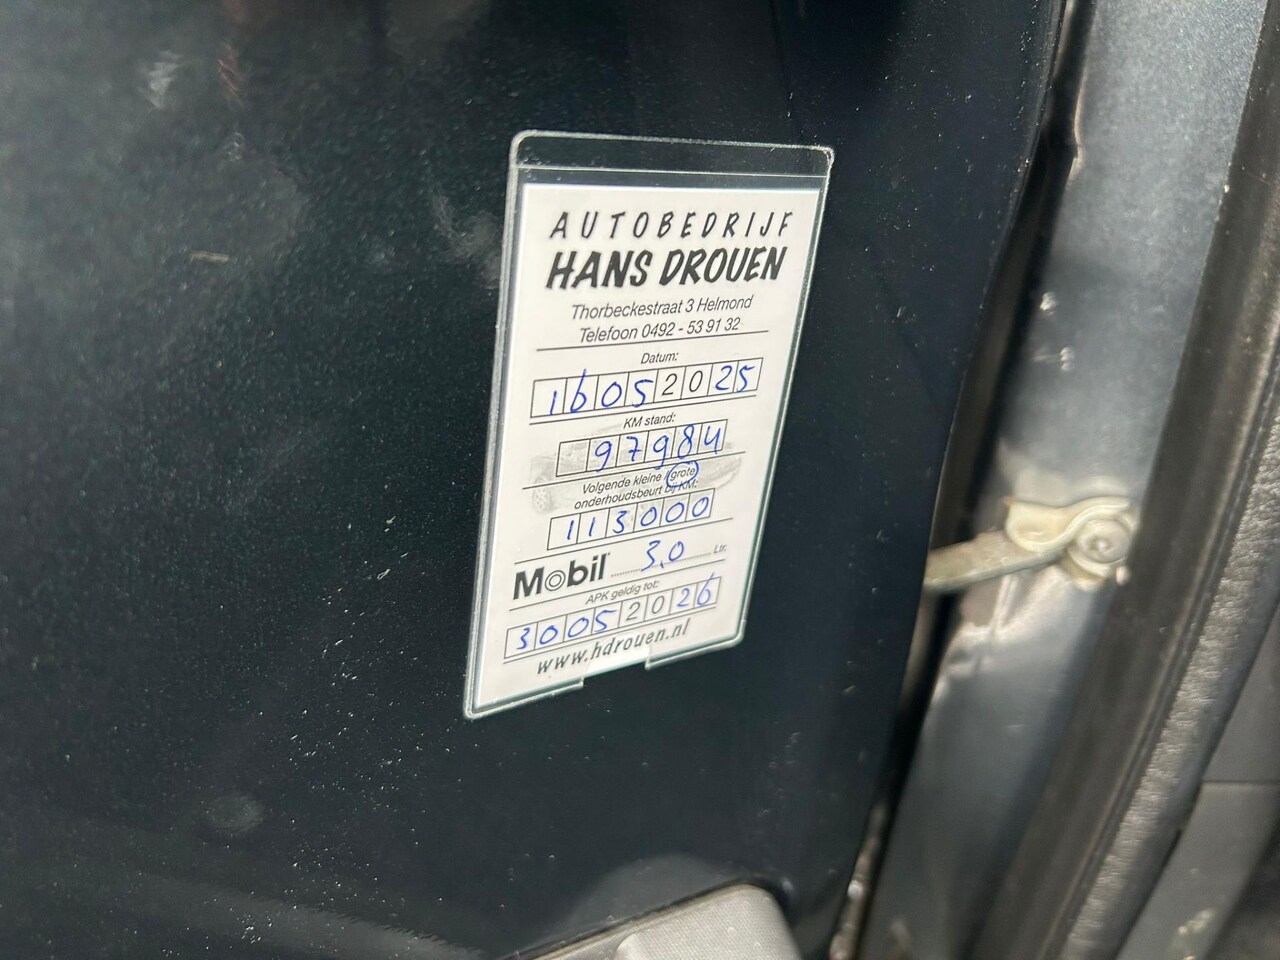 AUTOBEDRIJF
HANS DROUEN
Thorbeckestraat 3 Helmond
Telefoon 0492 - 53 91 32
Datum:
16052025
KM stand:
97984
Volgende kleine / grote
onderhoudsbeurt bij KM:
113000
Mobil 3,0 Ltr.
APK geldig tot:
30052026
www.hdrouen.nl